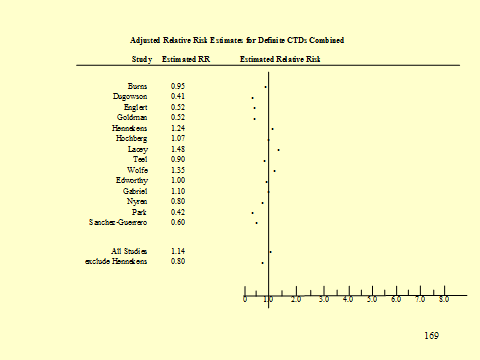 Adjusted Relative Risk Estimates for Definite CTDs Combined
Study Estimated RR Estimated Relative Risk
Burns 0.95
Dugowson 0.41
Englert 0.52
Goldman 0.52
Hennekens 1.24
Hochberg 1.07
Lacey 1.48
Teel 0.90
Wolfe 1.35
Edworthy 1.00
Gabriel 1.10
Nyren 0.80
Park 0.42
Sanchez-Guerrero 0.60
All Studies 1.14
exclude Hennekens 0.80
0 1.0 2.0 3.0 4.0 5.0 6.0 7.0 8.0
169